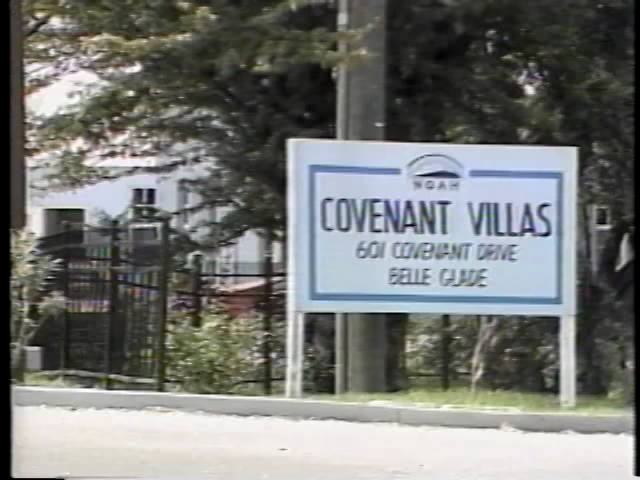 NOAH
COVENANT VILLAS
601 COVENANT DRIVE
BELLE GLADE